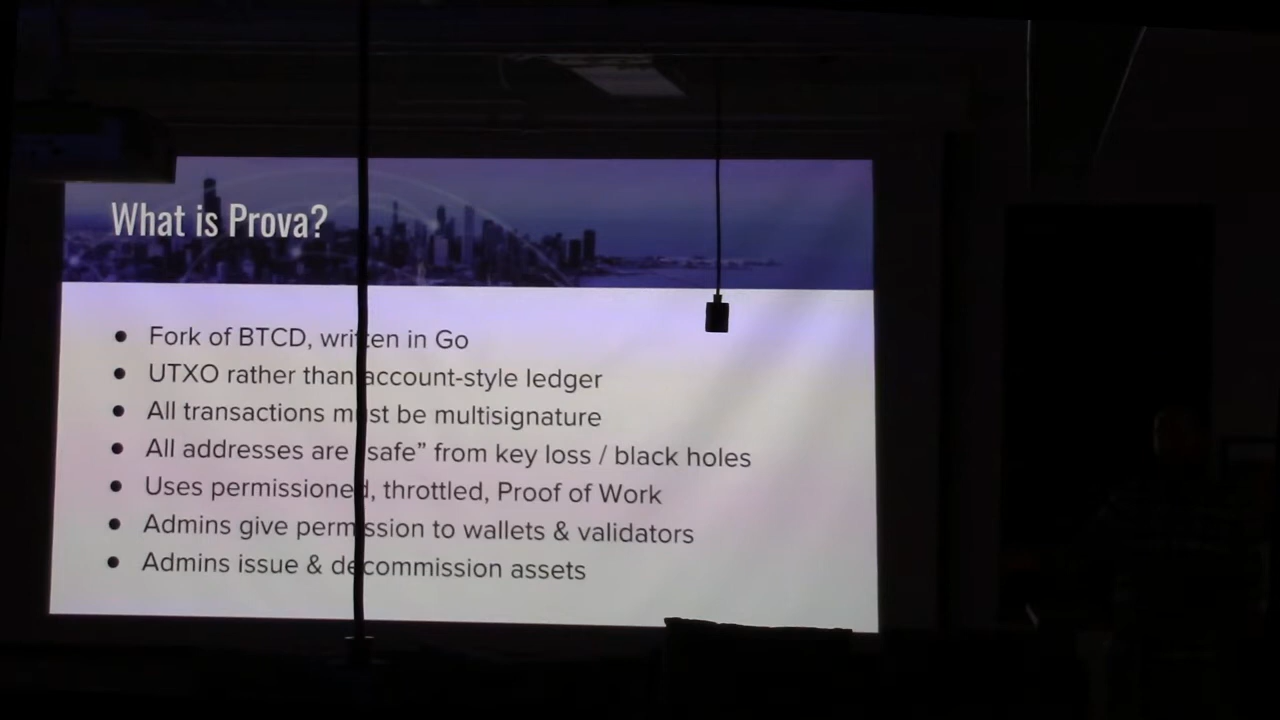 What is Prova?
● Fork of BTCD, written in Go
● UTXO rather than account-style ledger
● All transactions must be multisignature
● All addresses are “safe” from key loss / black holes
● Uses permissioned, throttled, Proof of Work
● Admins give permission to wallets & validators
● Admins issue & decommission assets